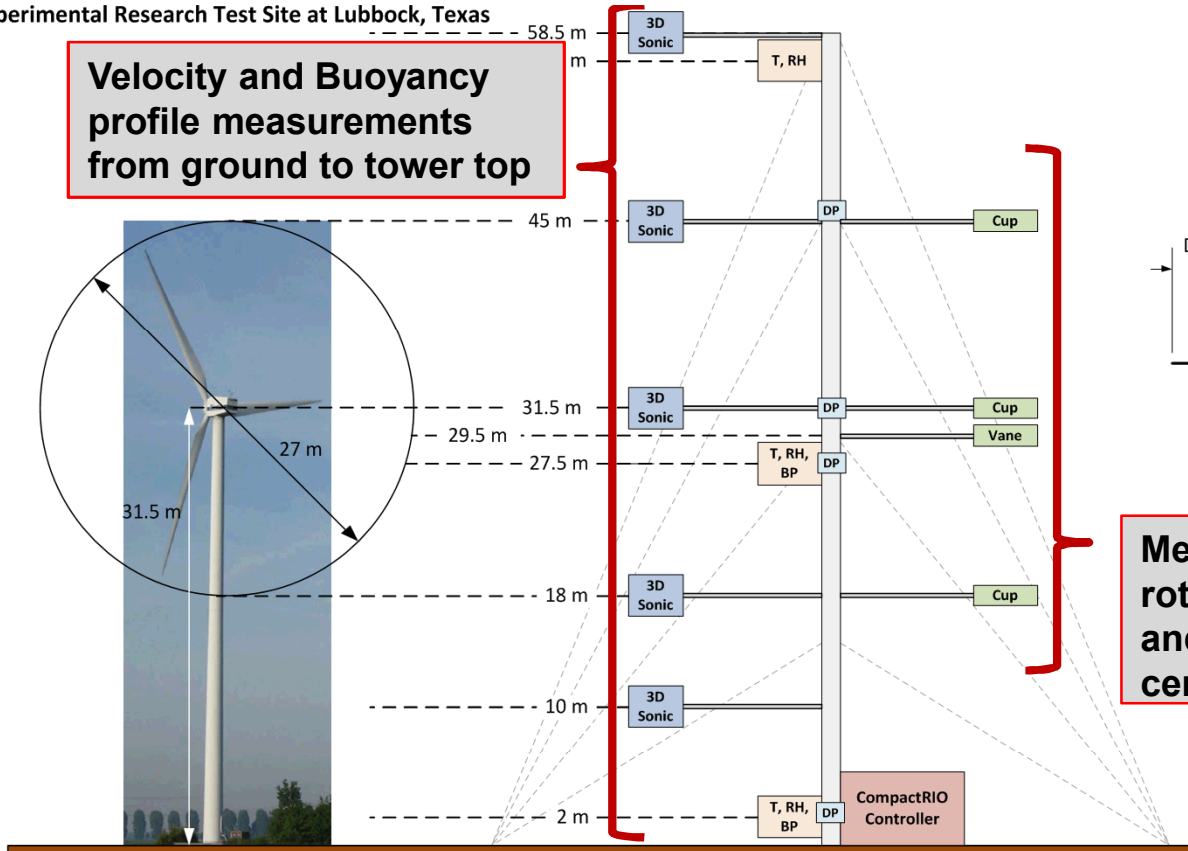 perimental Research Test Site at Lubbock, Texas
Velocity and Buoyancy
profile measurements
from ground to tower top
58.5 m
3D
Sonic
m
T, RH
45 m
3D
Sonic
DP
Cup
31.5 m
3D
Sonic
DP
Cup
29.5 m
Vane
27.5 m
T, RH,
BP
DP
27 m
31.5 m
18 m
3D
Sonic
Cup
10 m
3D
Sonic
2 m
T, RH,
BP
DP
CompactRIO
Controller
D
Me
rot
and
cer